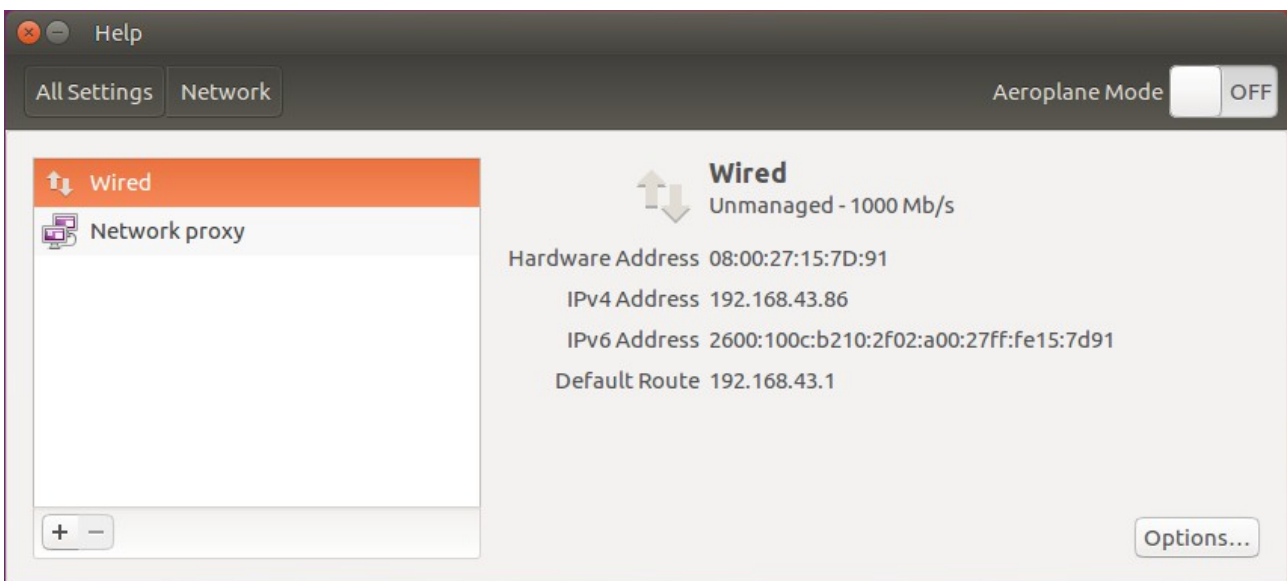 Help
All Settings Network Aeroplane Mode OFF
Wired
Network proxy
Wired
Unmanaged - 1000 Mb/s
Hardware Address 08:00:27:15:7D:91
IPv4 Address 192.168.43.86
IPv6 Address 2600:100c:b210:2f02:a00:27ff:fe15:7d91
Default Route 192.168.43.1
+ −
Options...